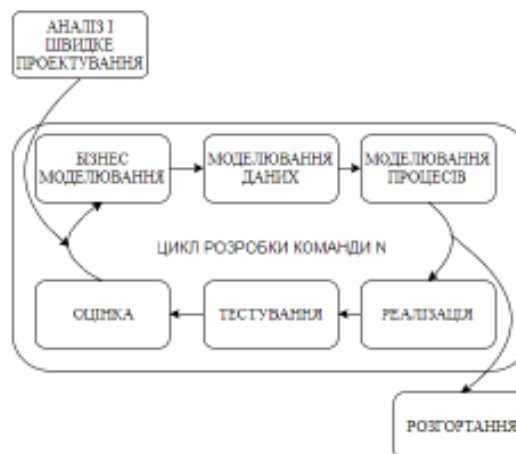 АНАЛІЗ І
ШВИДКЕ
ПРОЕКТУВАННЯ
БІЗНЕС
МОДЕЛЮВАННЯ
МОДЕЛЮВАННЯ
ДАНИХ
МОДЕЛЮВАННЯ
ПРОЦЕСІВ
ЦИКЛ РОЗРОБКИ КОМАНДИ N
ОЦІНКА
ТЕСТУВАННЯ
РЕАЛІЗАЦІЯ
РОЗГОРТАННЯ